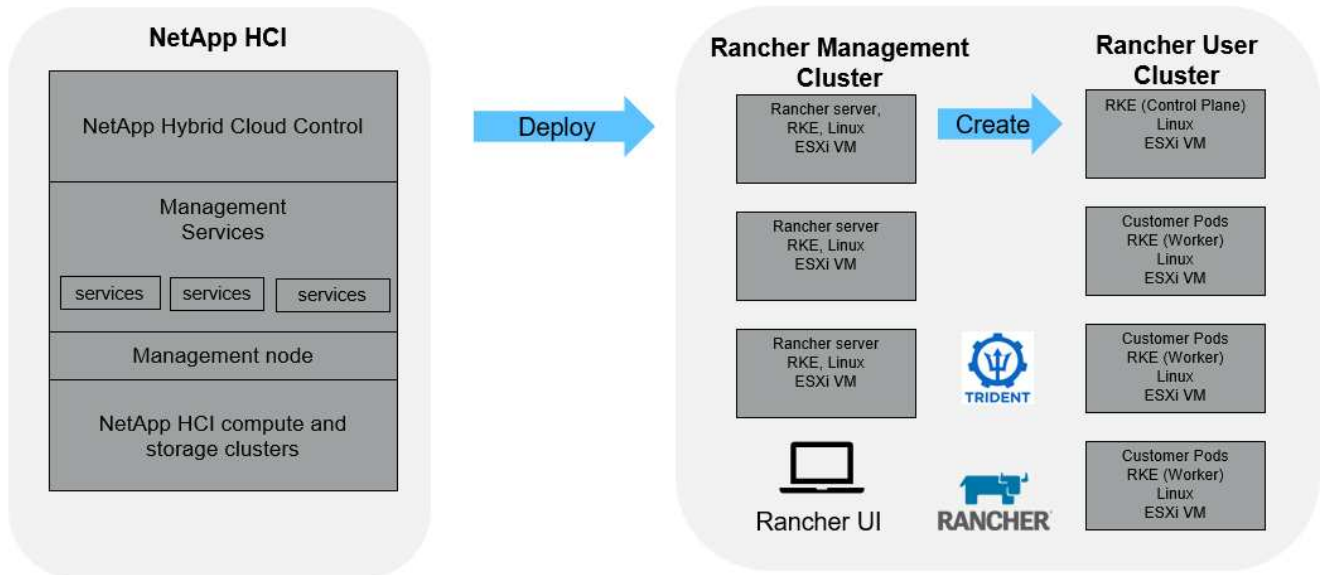 NetApp HCI
NetApp Hybrid Cloud Control
Management
Services
services
services
services
Management node
NetApp HCI compute and
storage clusters
Deploy
Rancher Management
Cluster
Rancher server,
RKE, Linux
ESXi VM
Rancher server
RKE, Linux
ESXi VM
Rancher server
RKE, Linux
ESXi VM
Rancher UI
Create
TRIDENT
RANCHER
Rancher User
Cluster
RKE (Control Plane)
Linux
ESXi VM
Customer Pods
RKE (Worker)
Linux
ESXi VM
Customer Pods
RKE (Worker)
Linux
ESXi VM
Customer Pods
RKE (Worker)
Linux
ESXi VM